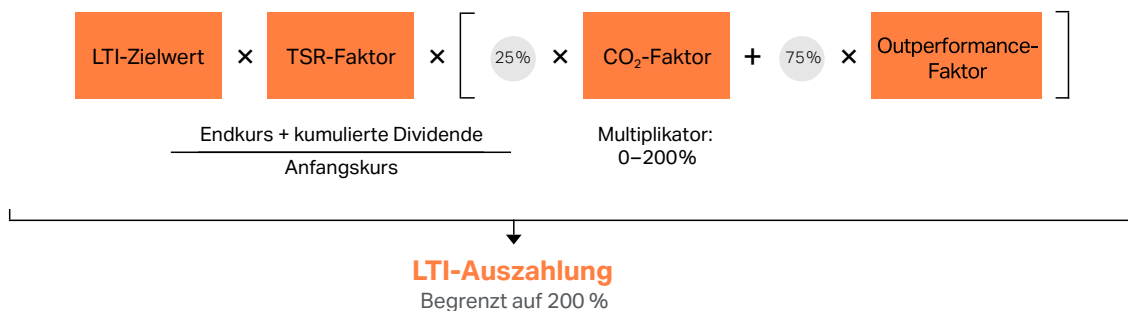 LTI-Zielwert × TSR-Faktor × [ 25% × CO₂-Faktor + 75% × Outperformance-
Faktor ]
Endkurs + kumulierte Dividende
Anfangskurs
Multiplikator:
0–200%
LTI-Auszahlung
Begrenzt auf 200 %